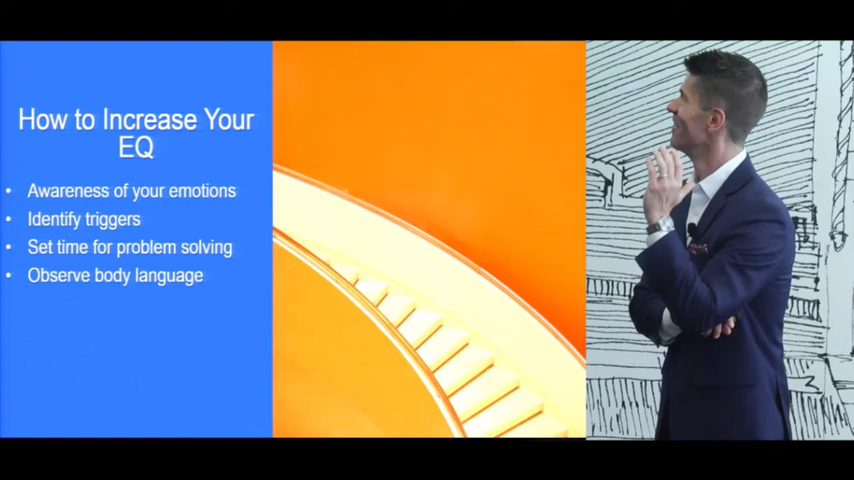 How to Increase Your
EQ
• Awareness of your emotions
• Identify triggers
• Set time for problem solving
• Observe body language